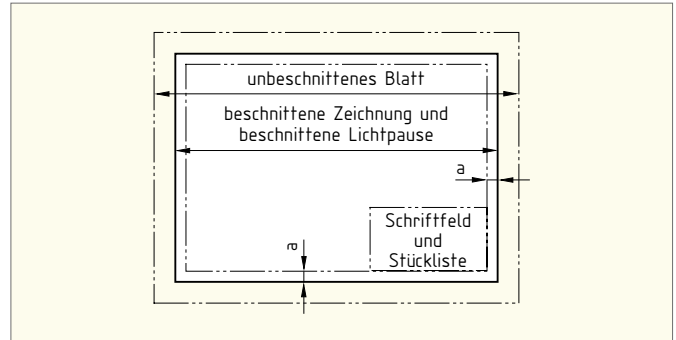 unbeschnittenes Blatt
beschnittene Zeichnung und
beschnittene Lichtpause
a
Schriftfeld
und
Stückliste
a